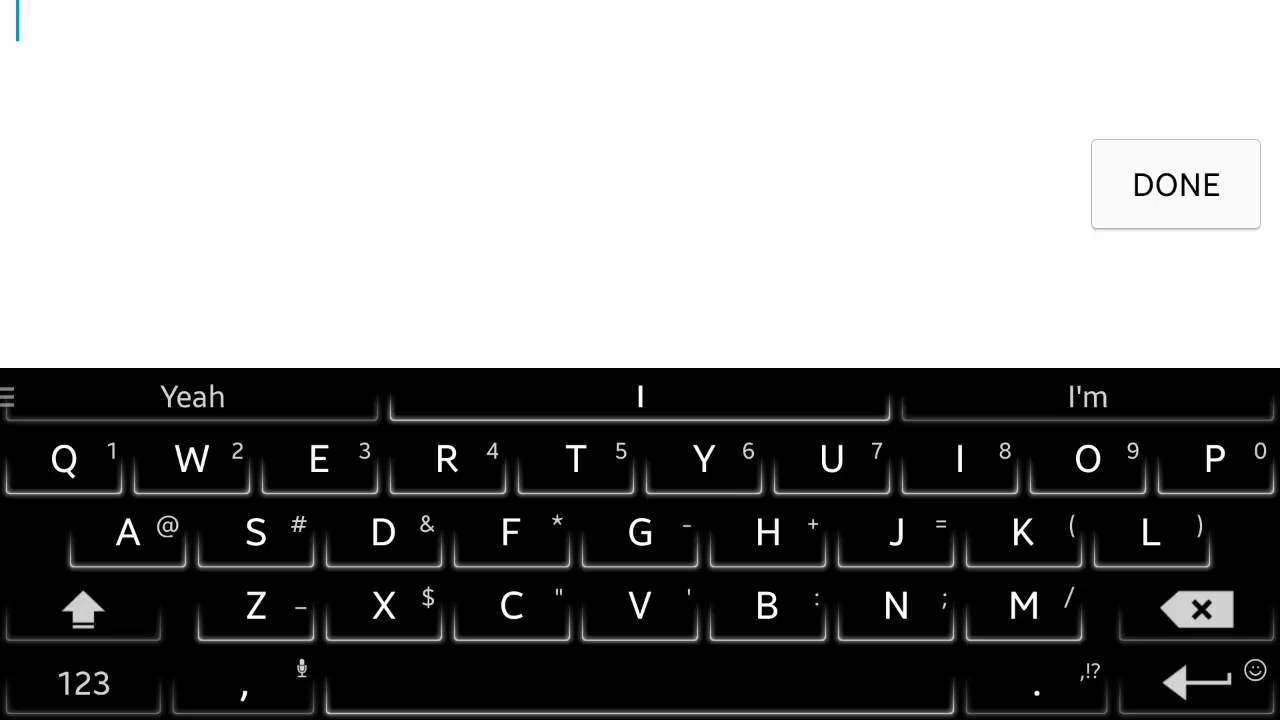 DONE
Yeah I I'm
Q 1 W 2 E 3 R 4 T 5 Y 6 U 7 I 8 O 9 P 0
A @ S # D & F * G - H + J = K ( L )
Z _ X $ C " V ' B : N ; M /
123 , . ,!?